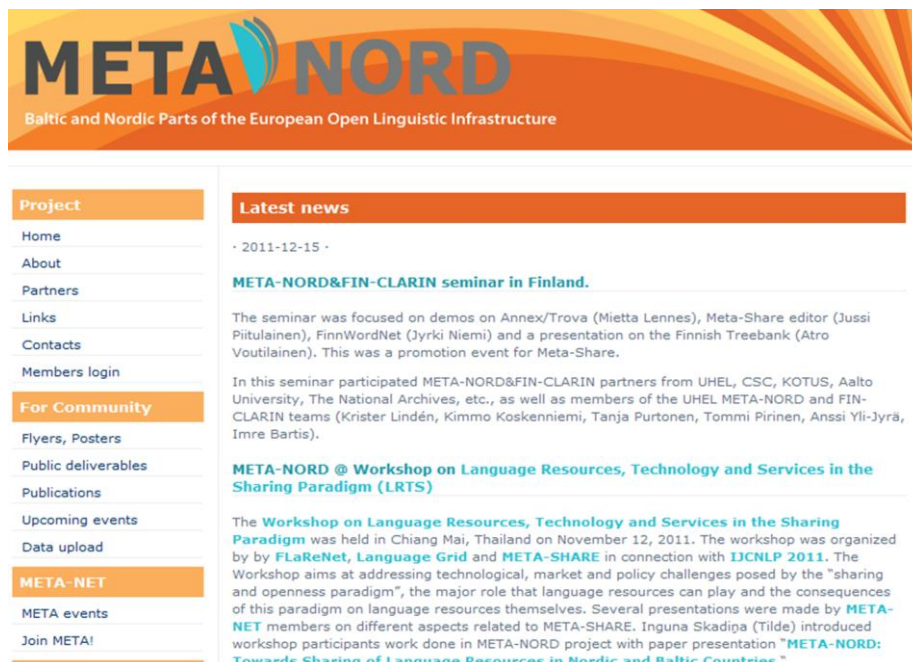 META NORD
Baltic and Nordic Parts of the European Open Linguistic Infrastructure
Project
Home
About
Partners
Links
Contacts
Members login
For Community
Flyers, Posters
Public deliverables
Publications
Upcoming events
Data upload
META-NET
META events
Join META!
Latest news
· 2011-12-15 ·
META-NORD&FIN-CLARIN seminar in Finland.
The seminar was focused on demos on Annex/Trova (Mietta Lennes), Meta-Share editor (Jussi
Piitulainen), FinnWordNet (Jyrki Niemi) and a presentation on the Finnish Treebank (Atro
Voutilainen). This was a promotion event for Meta-Share.
In this seminar participated META-NORD&FIN-CLARIN partners from UHEL, CSC, KOTUS, Aalto
University, The National Archives, etc., as well as members of the UHEL META-NORD and FIN-
CLARIN teams (Krister Lindén, Kimmo Koskenniemi, Tanja Purtonen, Tommi Pirinen, Anssi Yli-Jyrä,
Imre Bartis).
META-NORD @ Workshop on Language Resources, Technology and Services in the
Sharing Paradigm (LRTS)
The Workshop on Language Resources, Technology and Services in the Sharing
Paradigm was held in Chiang Mai, Thailand on November 12, 2011. The workshop was organized
by by FLaReNet, Language Grid and META-SHARE in connection with IJCNLP 2011. The
Workshop aims at addressing technological, market and policy challenges posed by the "sharing
and openness paradigm", the major role that language resources can play and the consequences
of this paradigm on language resources themselves. Several presentations were made by META-
NET members on different aspects related to META-SHARE. Inguna Skadiņa (Tilde) introduced
workshop participants work done in META-NORD project with paper presentation "META-NORD:
Towards Sharing of Language Resources in Nordic and Baltic Countries."